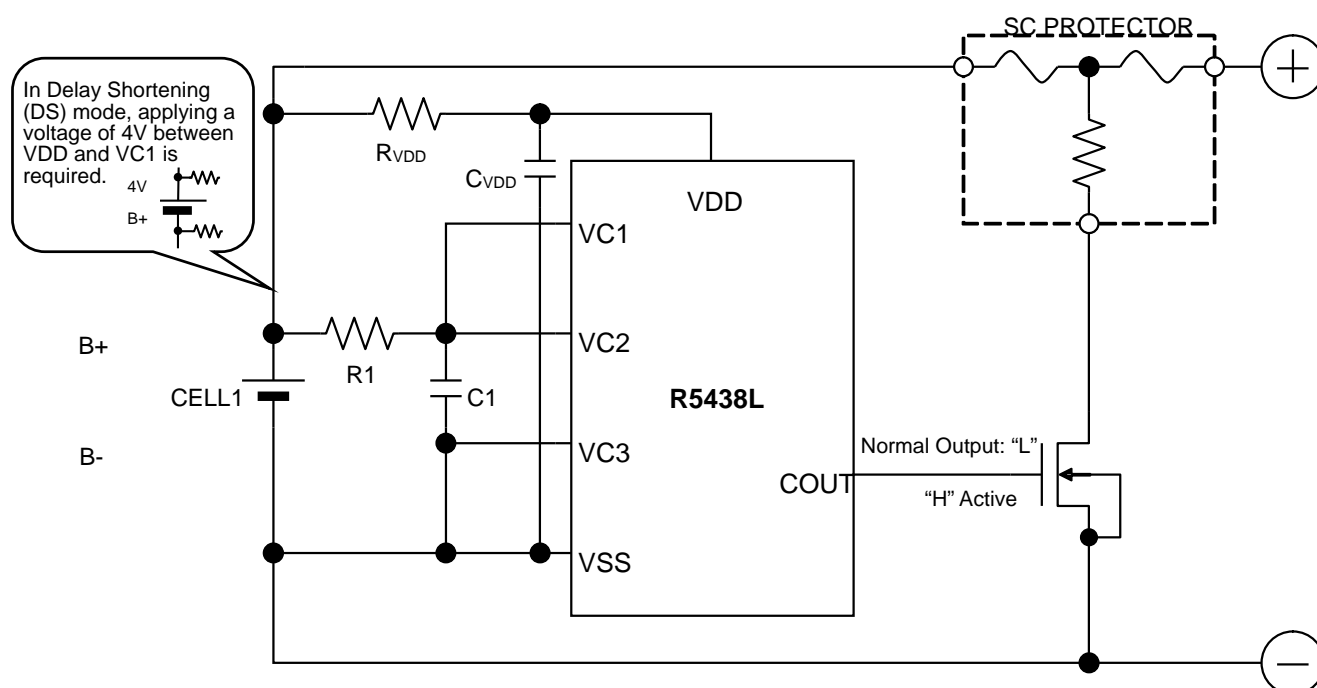 SC PROTECTOR
In Delay Shortening
(DS) mode, applying a
voltage of 4V between
VDD and VC1 is
required.
4V
B+
RVDD
CVDD
VDD
VC1
B+
R1
VC2
CELL1
C1
R5438L
B-
VC3
Normal Output: “L”
COUT
“H” Active
VSS
+
−